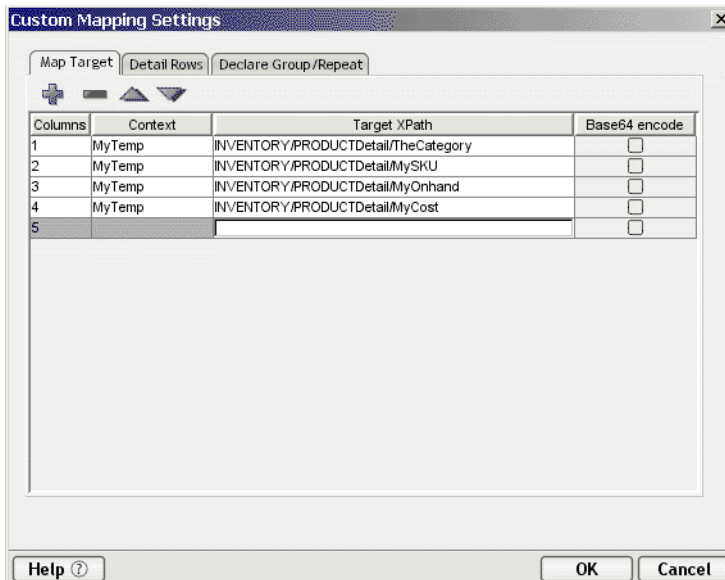 Custom Mapping Settings
Map Target Detail Rows Declare Group/Repeat
Columns Context Target XPath Base64 encode
1 MyTemp INVENTORY/PRODUCTDetail/TheCategory
2 MyTemp INVENTORY/PRODUCTDetail/MySKU
3 MyTemp INVENTORY/PRODUCTDetail/MyOnhand
4 MyTemp INVENTORY/PRODUCTDetail/MyCost
5
Help ? OK Cancel